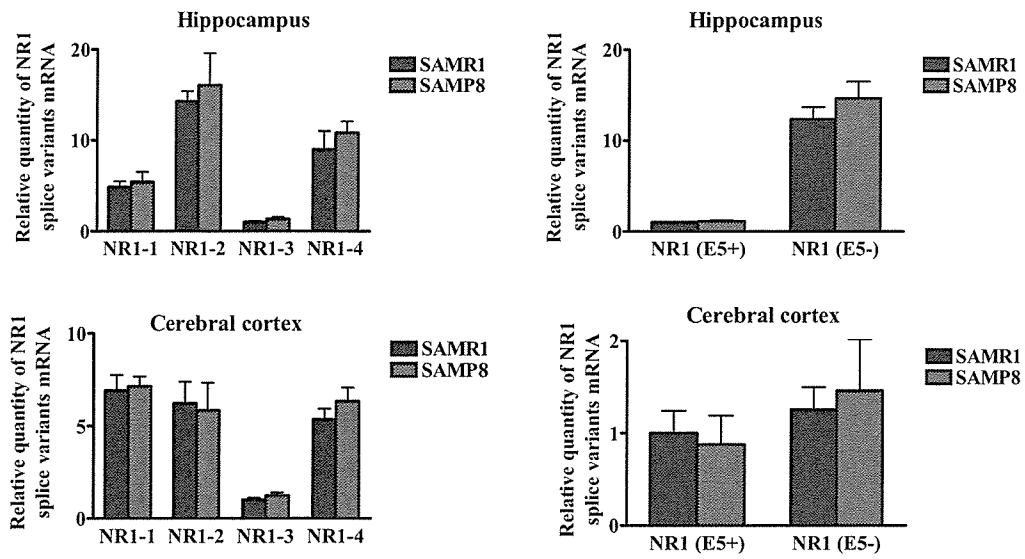 Hippocampus
Relative quantity of NR1
splice variants mRNA
20
10
0
NR1-1 NR1-2 NR1-3 NR1-4
SAMR1
SAMP8
Hippocampus
Relative quantity of NR1
splice variants mRNA
20
10
0
NR1 (E5+) NR1 (E5-)
SAMR1
SAMP8
Cerebral cortex
Relative quantity of NR1
splice variants mRNA
10
5
0
NR1-1 NR1-2 NR1-3 NR1-4
SAMR1
SAMP8
Cerebral cortex
Relative quantity of NR1
splice variants mRNA
2
1
0
NR1 (E5+) NR1 (E5-)
SAMR1
SAMP8